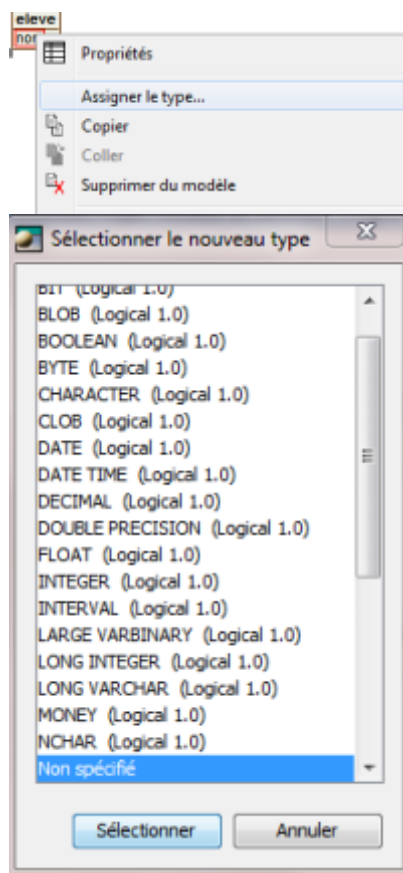 eleve
Propriétés
Assigner le type...
Copier
Coller
Supprimer du modèle
Sélectionner le nouveau type
BIT (Logical 1.0)
BLOB (Logical 1.0)
BOOLEAN (Logical 1.0)
BYTE (Logical 1.0)
CHARACTER (Logical 1.0)
CLOB (Logical 1.0)
DATE (Logical 1.0)
DATE TIME (Logical 1.0)
DECIMAL (Logical 1.0)
DOUBLE PRECISION (Logical 1.0)
FLOAT (Logical 1.0)
INTEGER (Logical 1.0)
INTERVAL (Logical 1.0)
LARGE VARBINARY (Logical 1.0)
LONG INTEGER (Logical 1.0)
LONG VARCHAR (Logical 1.0)
MONEY (Logical 1.0)
NCHAR (Logical 1.0)
Non spécifié
Sélectionner Annuler